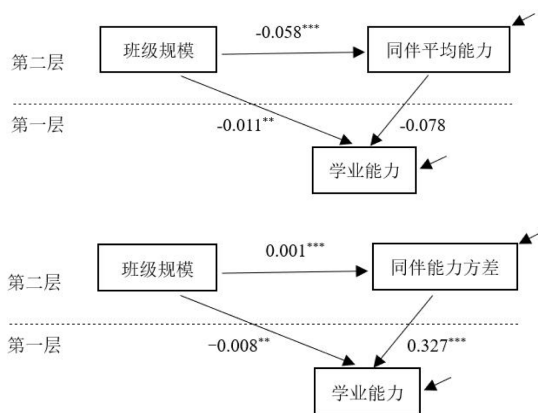 -0.058***
班级规模
同伴平均能力
第二层
第一层
-0.011**
-0.078
学业能力
0.001***
班级规模
同伴能力方差
第二层
第一层
-0.008**
0.327***
学业能力